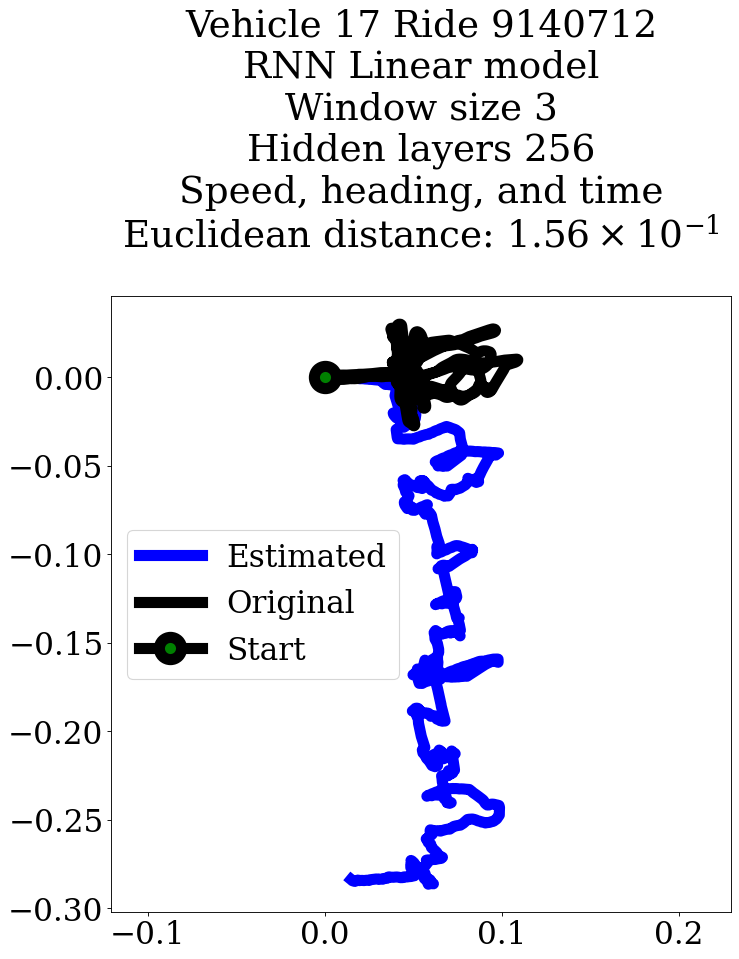 Vehicle 17 Ride 9140712
RNN Linear model
Window size 3
Hidden layers 256
Speed, heading, and time
Euclidean distance: 1.56 × 10⁻¹
0.00
−0.05
−0.10
−0.15
−0.20
−0.25
−0.30
Estimated
Original
Start
−0.1 0.0 0.1 0.2